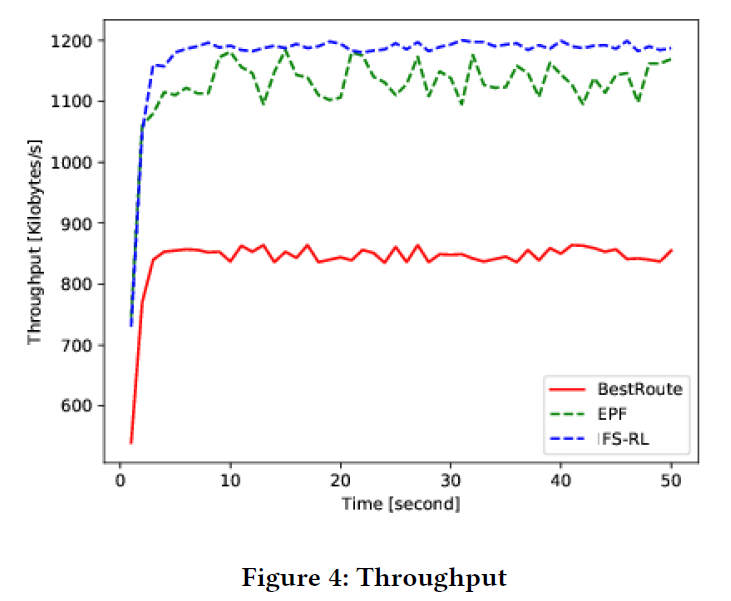 1200
1100
1000
900
800
700
600
Throughput [Kilobytes/s]
BestRoute
EPF
IFS-RL
0 10 20 30 40 50
Time [second]
Figure 4: Throughput